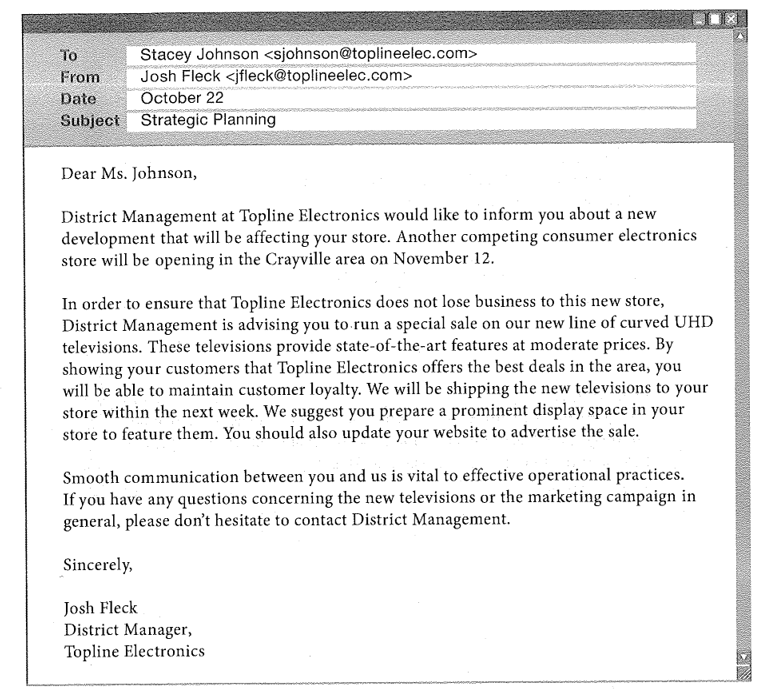 To Stacey Johnson <sjohnson@toplineelec.com>
From Josh Fleck <jfleck@toplineelec.com>
Date October 22
Subject Strategic Planning
Dear Ms. Johnson,
District Management at Topline Electronics would like to inform you about a new
development that will be affecting your store. Another competing consumer electronics
store will be opening in the Crayville area on November 12.
In order to ensure that Topline Electronics does not lose business to this new store,
District Management is advising you to run a special sale on our new line of curved UHD
televisions. These televisions provide state-of-the-art features at moderate prices. By
showing your customers that Topline Electronics offers the best deals in the area, you
will be able to maintain customer loyalty. We will be shipping the new televisions to your
store within the next week. We suggest you prepare a prominent display space in your
store to feature them. You should also update your website to advertise the sale.
Smooth communication between you and us is vital to effective operational practices.
If you have any questions concerning the new televisions or the marketing campaign in
general, please don't hesitate to contact District Management.
Sincerely,
Josh Fleck
District Manager,
Topline Electronics